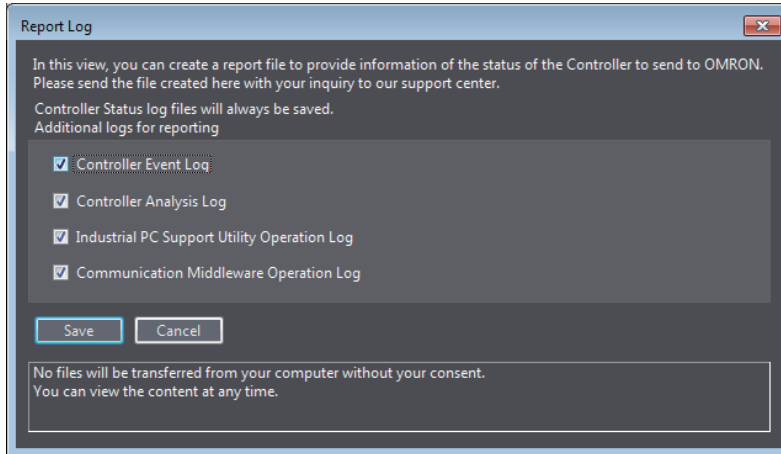 Report Log
In this view, you can create a report file to provide information of the status of the Controller to send to OMRON.
Please send the file created here with your inquiry to our support center.
Controller Status log files will always be saved.
Additional logs for reporting
Controller Event Log
Controller Analysis Log
Industrial PC Support Utility Operation Log
Communication Middleware Operation Log
Save Cancel
No files will be transferred from your computer without your consent.
You can view the content at any time.